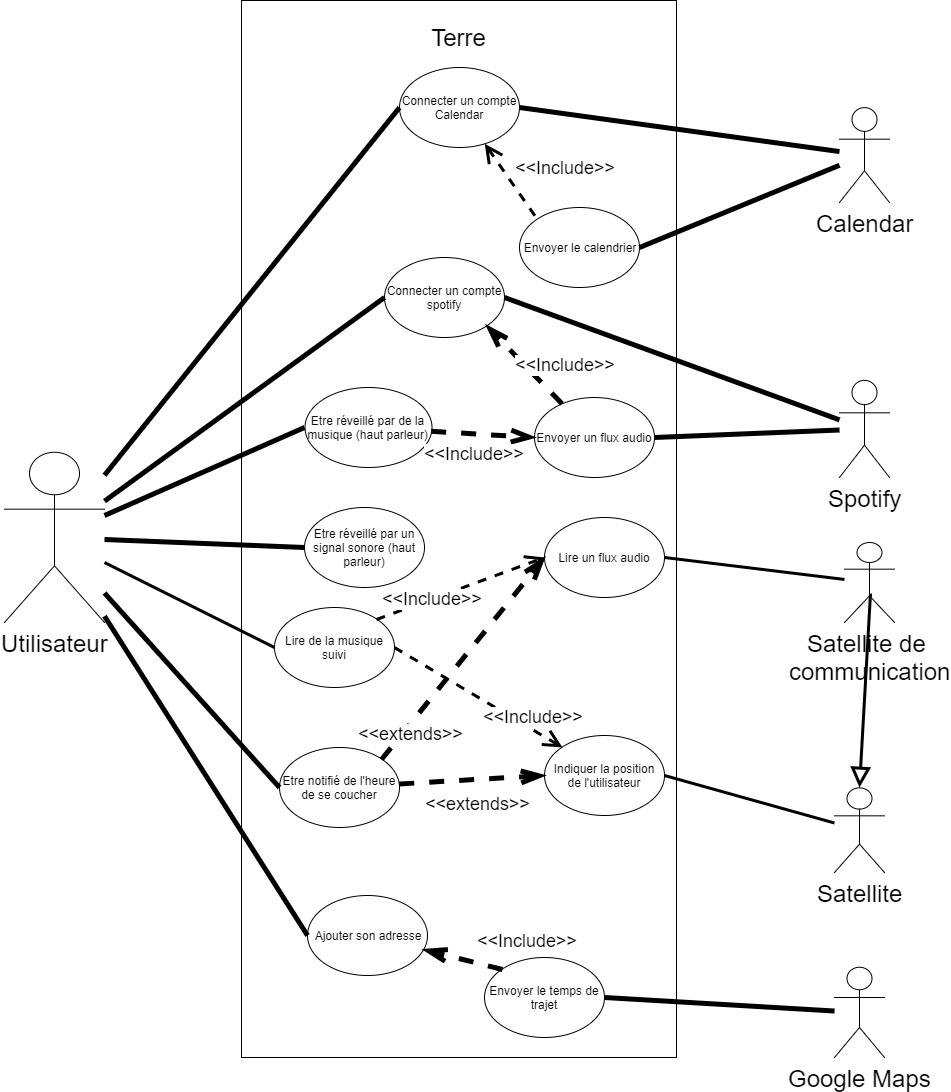 Terre
Connecter un compte
Calendar
<<Include>>
Calendar
Envoyer le calendrier
Connecter un compte
spotify
<<Include>>
Etre réveillé par de la
musique (haut parleur)
Envoyer un flux audio
<<Include>>
Spotify
Etre réveillé par un
signal sonore (haut
parleur)
Lire un flux audio
<<Include>>
Utilisateur
Lire de la musique
suivi
Satellite de
communication
<<Include>>
<<extends>>
Etre notifié de l'heure
de se coucher
Indiquer la position
de l'utilisateur
<<extends>>
Satellite
Ajouter son adresse
<<Include>>
Envoyer le temps de
trajet
Google Maps